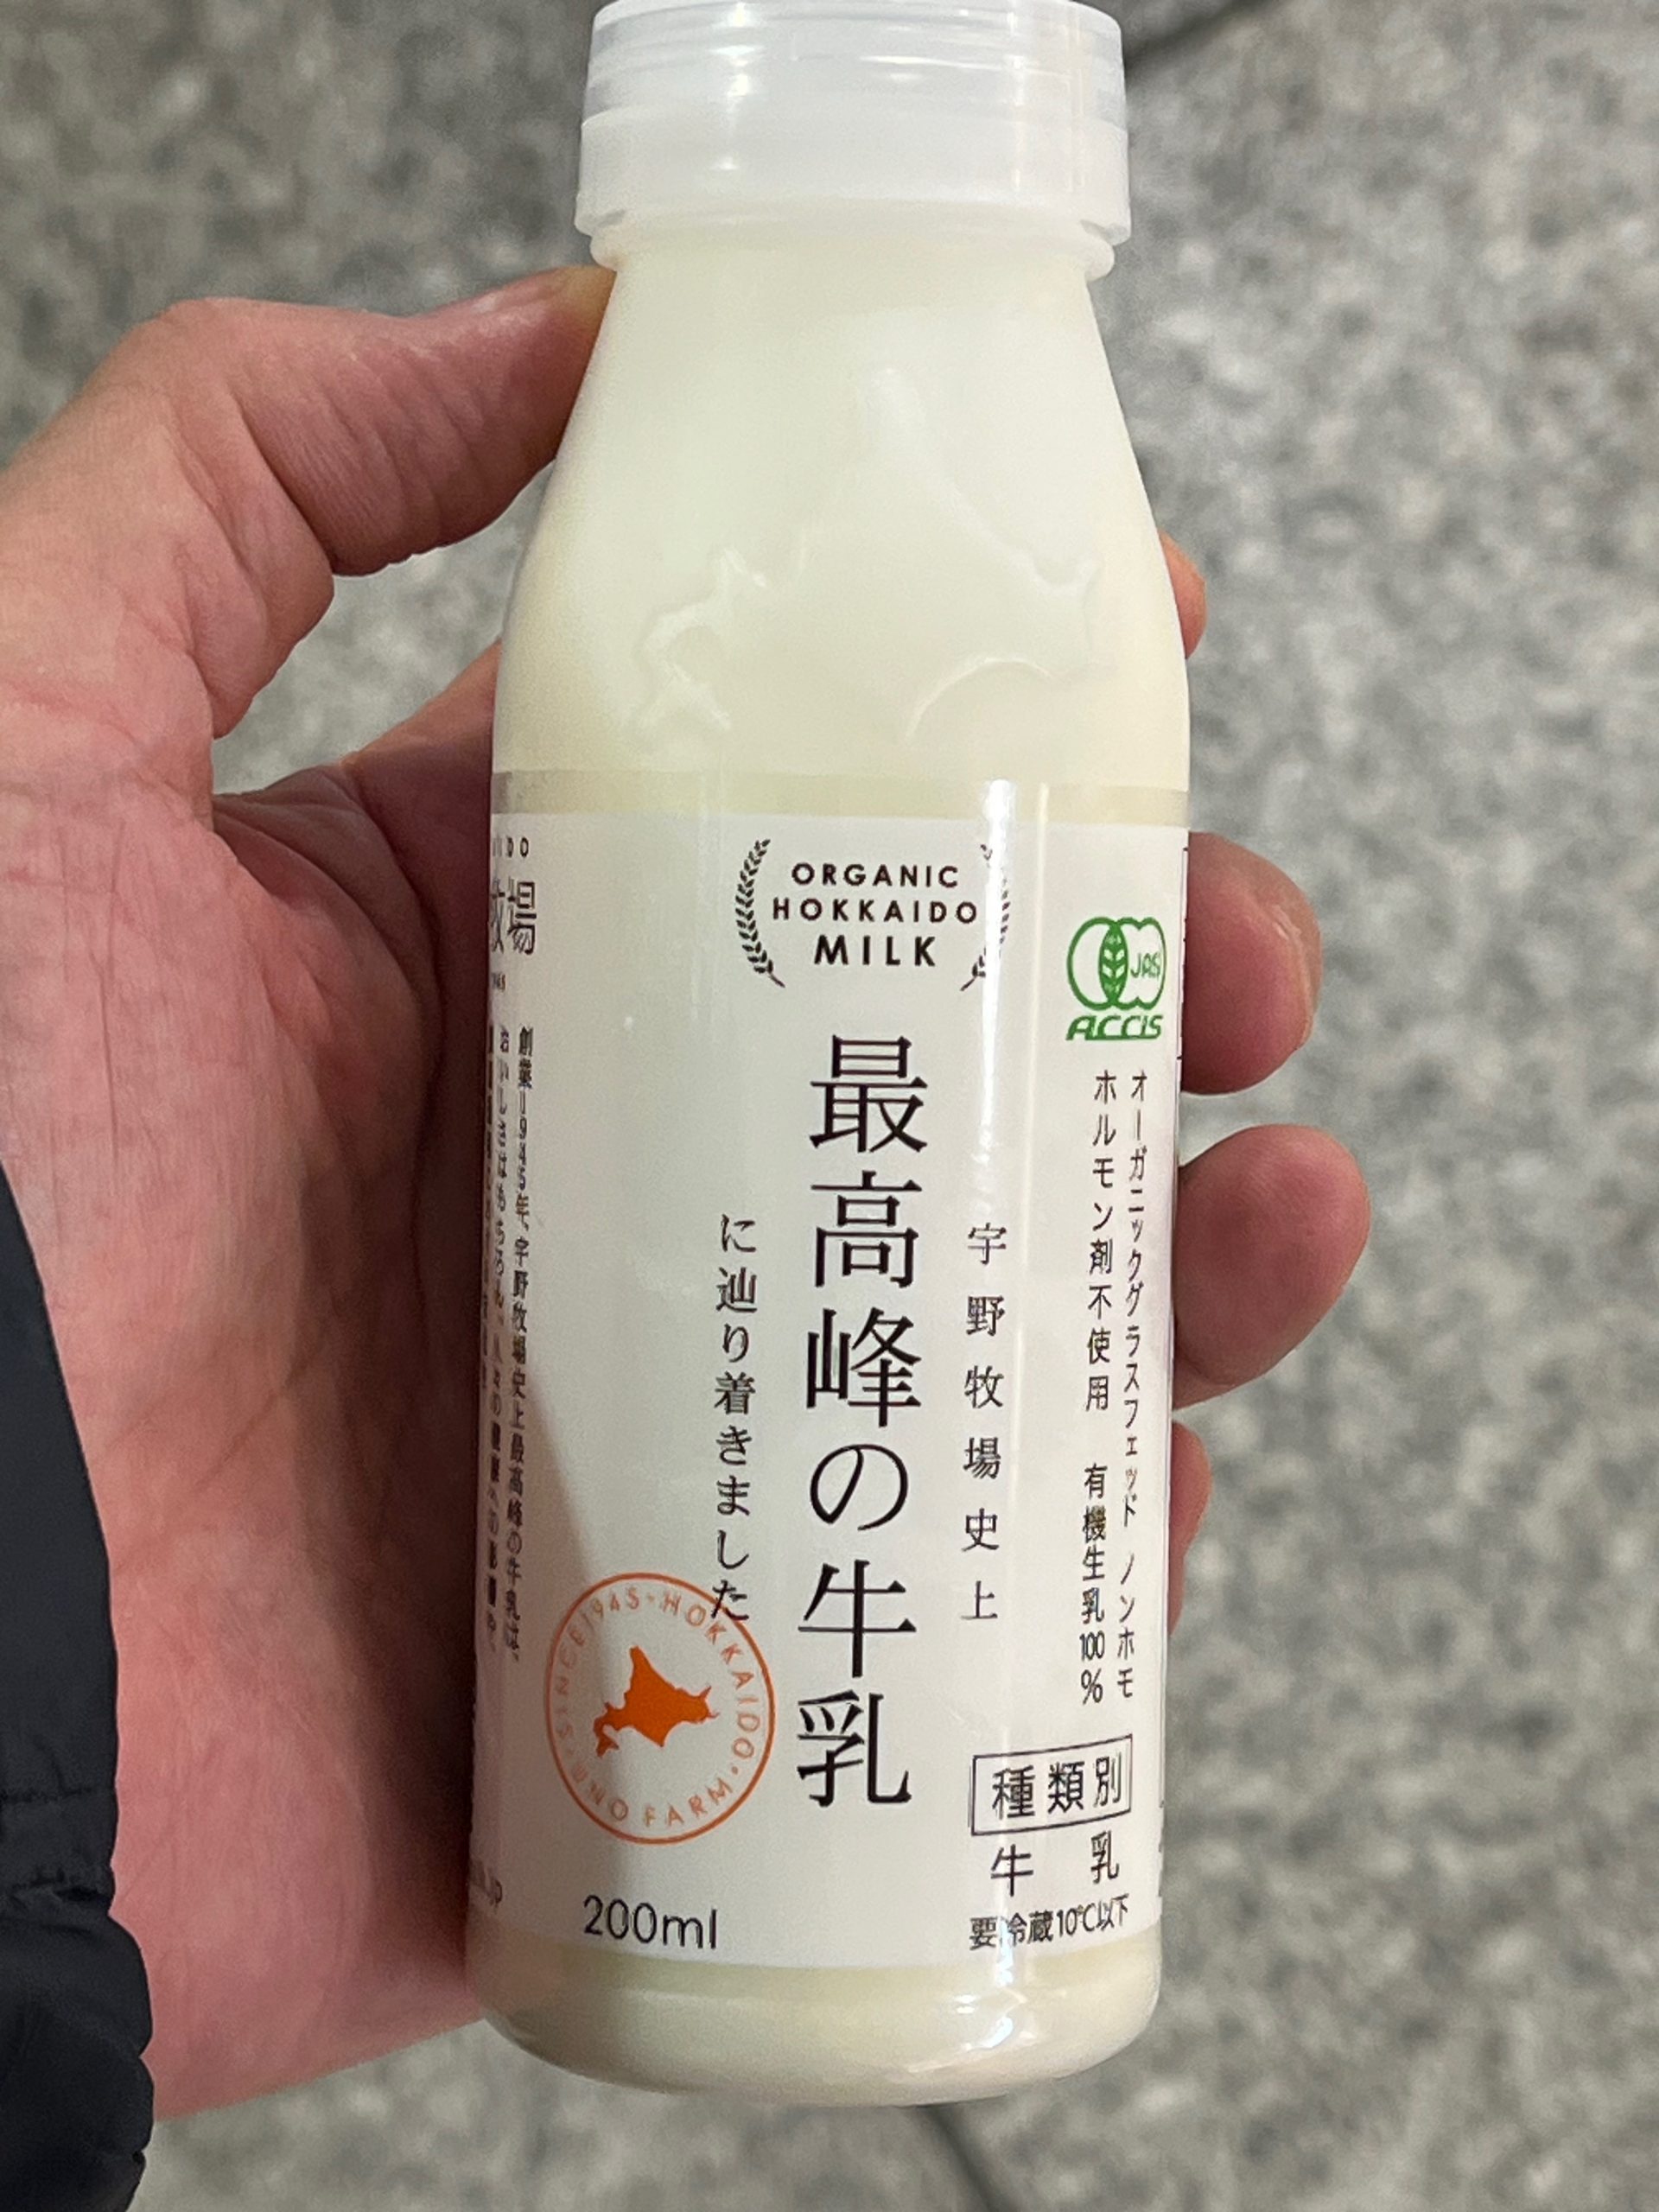 ORGANIC
HOKKAIDO
MILK
JAS
ACCIS
オーガニックグラスフェッド ノンホモ
ホルモン剤不使用 有機生乳100%
宇野牧場史上
最高峰の牛乳
に辿り着きました
SINCE 1945・HOKKAIDO・UNO FARM・
種類別
牛乳
要冷蔵10℃以下
200ml
牧場
創業1945年、宇野牧場史上最高峰の牛乳は、
おいしさはもちろん、
.JP